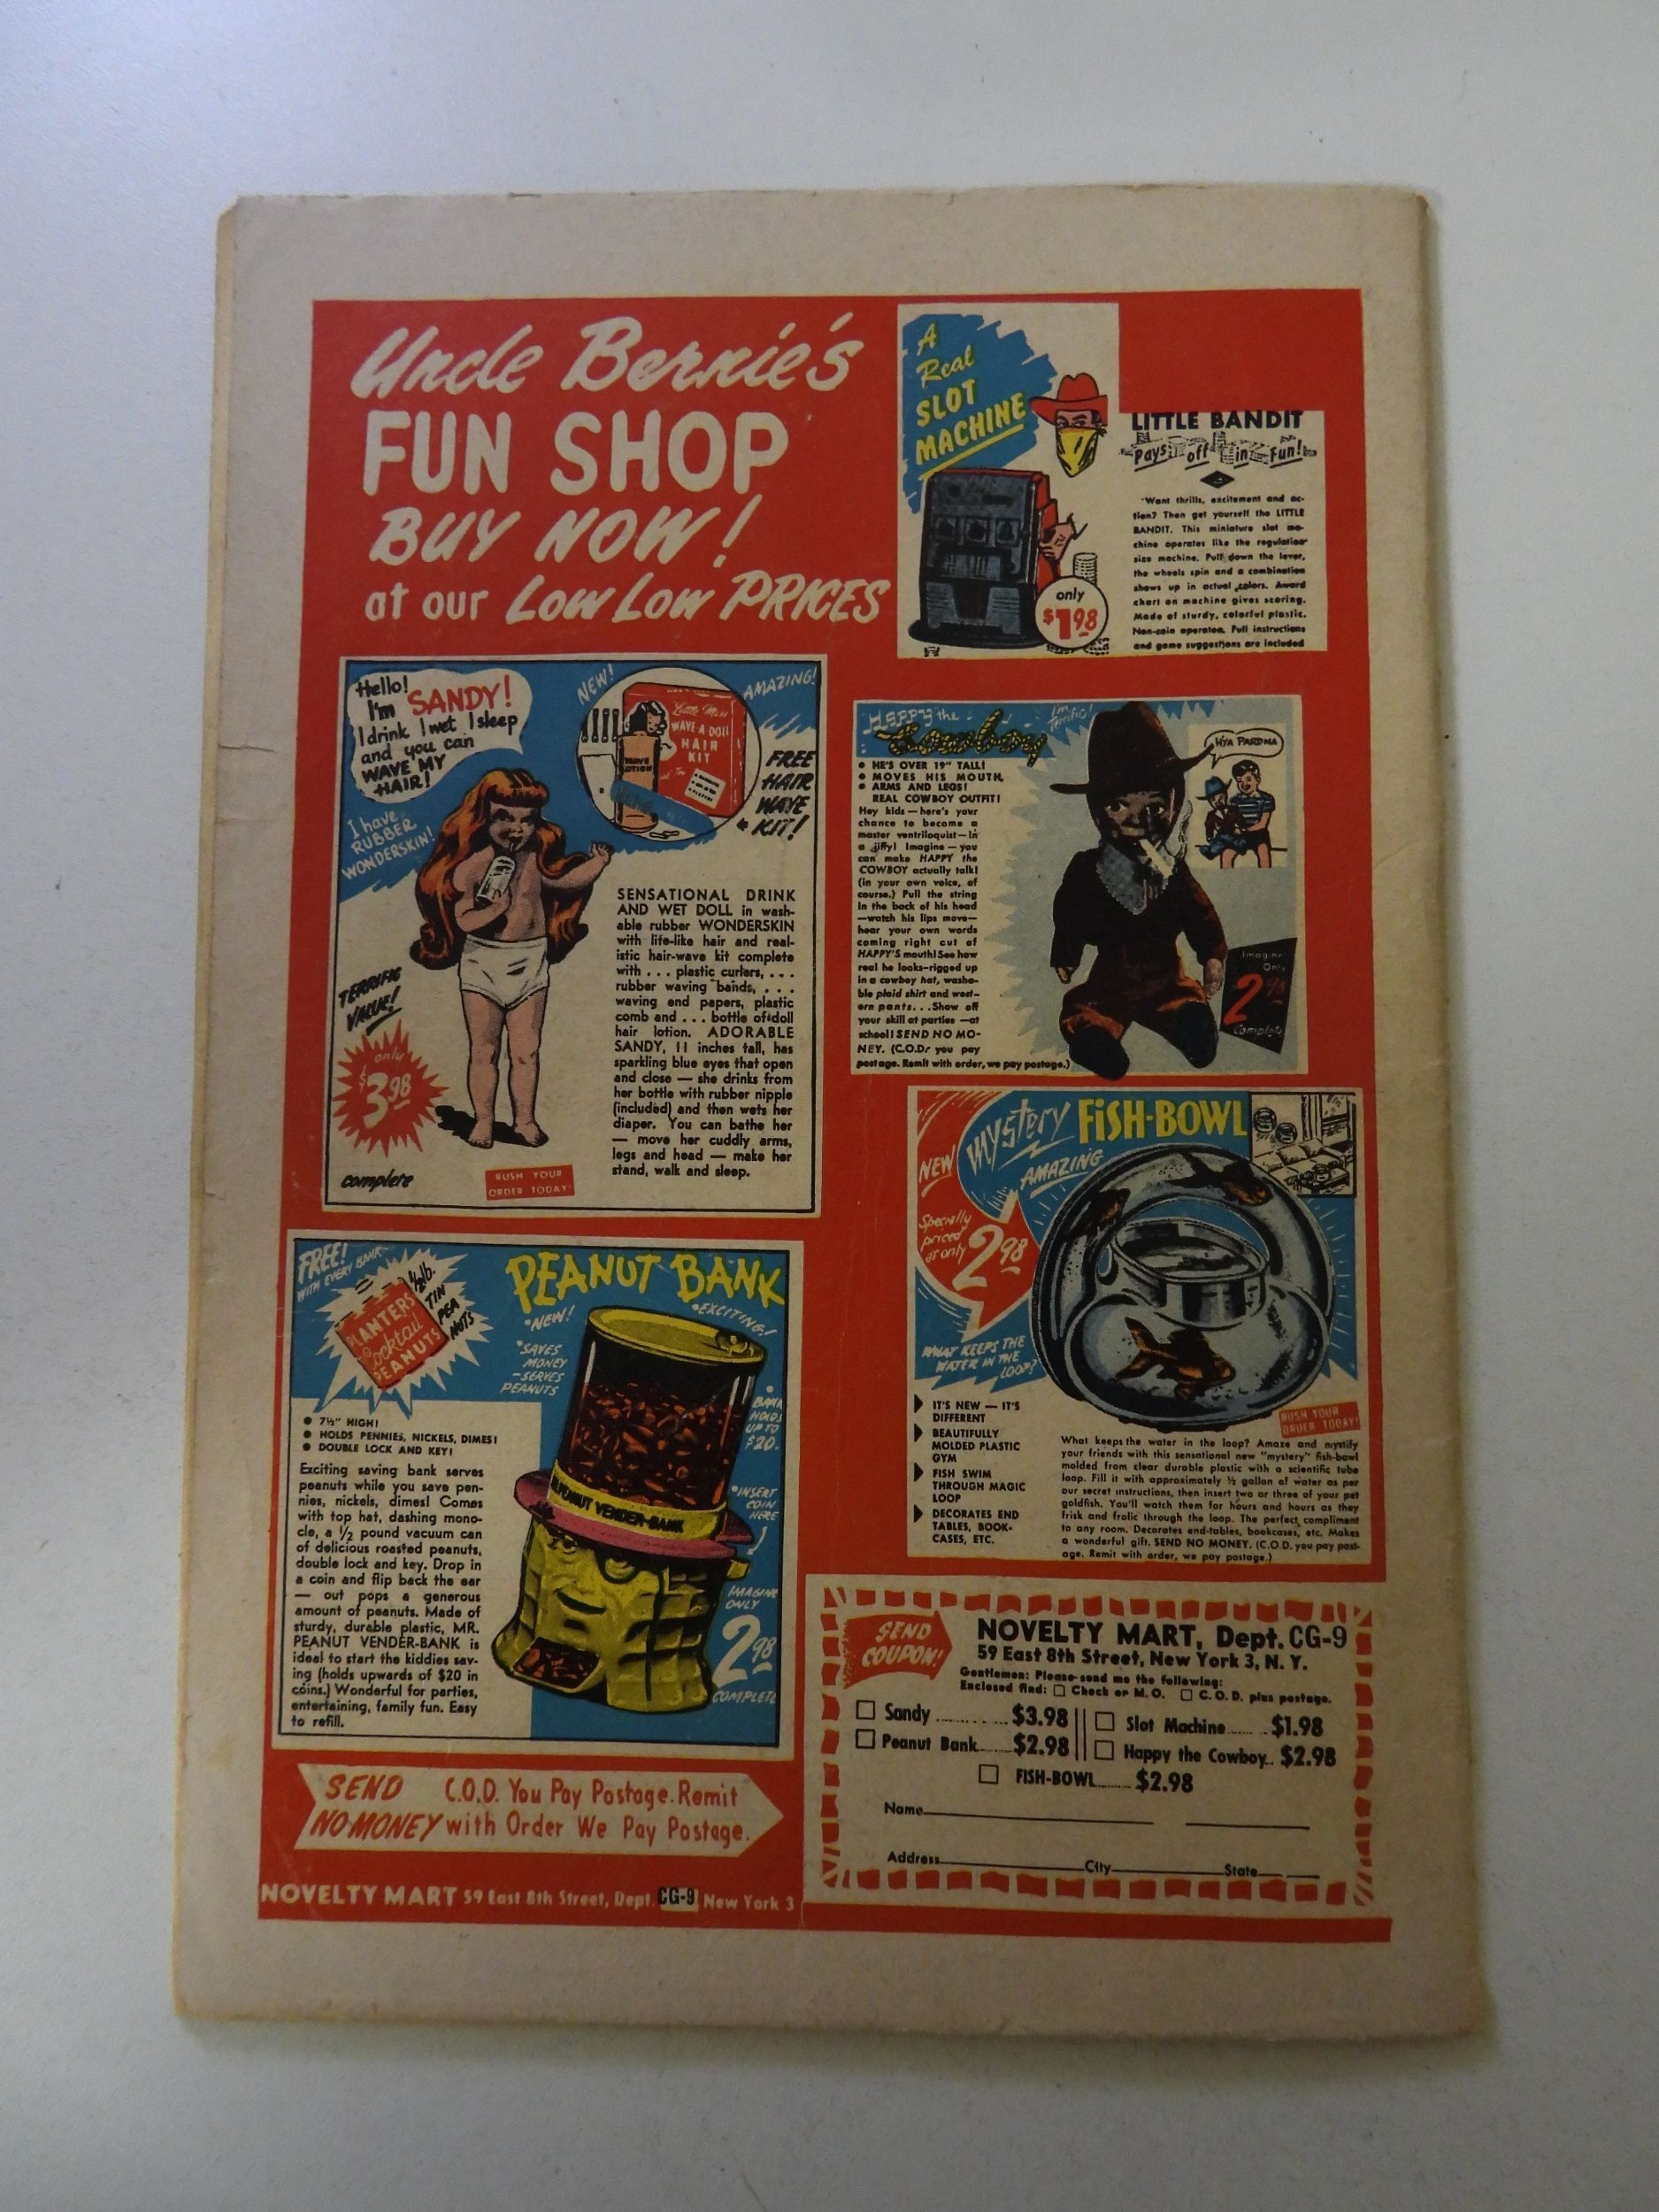 Uncle Bernie's
FUN SHOP
BUY NOW!
at our Low Low PRICES
A
Real
SLOT
MACHINE
only
$1.98
LITTLE BANDIT
Pays off in Fun!
Want thrills, excitement and ac-
tion? Then get yourself the LITTLE
BANDIT. This miniature slot ma-
chine operates like the regulation
size machine. Pull down the lever,
the wheels spin and a combination
shows up in actual colors. Award
chart on machine gives scoring.
Made of sturdy, colorful plastic.
Non-coin operated. Full instructions
and game suggestions are included
Hello!
I'm SANDY!
I drink I wet I sleep
and you can
WAVE MY
HAIR!
I have
RUBBER
WONDERSKIN!
NEW!
AMAZING!
Little Miss
WAVE-A-DOLL
HAIR
KIT
WAVE
LOTION
FREE
HAIR
WAVE
KIT!
TERRIFIC
VALUE!
only
$3.98
complete
RUSH YOUR
ORDER TODAY!
SENSATIONAL DRINK
AND WET DOLL in wash-
able rubber WONDERSKIN
with life-like hair and real-
istic hair-wave kit complete
with . . . plastic curlers, . . .
rubber waving bands, . . .
waving end papers, plastic
comb and . . . bottle of doll
hair lotion. ADORABLE
SANDY, 11 inches tall, has
sparkling blue eyes that open
and close — she drinks from
her bottle with rubber nipple
(included) and then wets her
diaper. You can bathe her
— move her cuddly arms,
legs and head — make her
stand, walk and sleep.
HAPPY the
Cowboy
I'm
Terrific!
HYA PARDNA
● HE'S OVER 19" TALL!
● MOVES HIS MOUTH,
● ARMS AND LEGS!
REAL COWBOY OUTFIT!
Hey kids — here's your
chance to become a
master ventriloquist—in
a jiffy! Imagine — you
can make HAPPY the
COWBOY actually talk!
(in your own voice, of
course.) Pull the string
in the back of his head
—watch his lips move—
hear your own words
coming right out of
HAPPY'S mouth! See how
real he looks-rigged up
in a cowboy hat, washa-
ble plaid shirt and west-
ern pants...Show off
your skill at parties —at
school! SEND NO MO-
NEY. (C.O.D. you pay
postage. Remit with order, we pay postage.)
Imagine
Only
2.98
Complete
NEW
mystery FISH-BOWL
AMAZING
Specially
priced
at only
2.98
WHAT KEEPS THE
WATER IN THE
LOOP?
IT'S NEW — IT'S
DIFFERENT
BEAUTIFULLY
MOLDED PLASTIC
GYM
FISH SWIM
THROUGH MAGIC
LOOP
DECORATES END
TABLES, BOOK-
CASES, ETC.
RUSH YOUR
ORDER TODAY!
What keeps the water in the loop? Amaze and mystify
your friends with this sensational new "mystery" fish-bowl
molded from clear durable plastic with a scientific tube
loop. Fill it with approximately ½ gallon of water as per
our secret instructions, then insert two or three of your pet
goldfish. You'll watch them for hours and hours as they
frisk and frolic through the loop. The perfect compliment
to any room. Decorates end-tables, bookcases, etc. Makes
a wonderful gift. SEND NO MONEY. (C.O.D. you pay post-
age. Remit with order, we pay postage.)
FREE!
WITH EVERY BANK
½ lb.
TIN
PEA
NUTS
PLANTERS
Cocktail
PEANUTS
PEANUT BANK
• NEW!
• EXCITING!
• SAVES
MONEY
-SERVES
PEANUTS
• BANK
HOLDS
UP TO
$20.
• INSERT
COIN
HERE
PEANUT VENDER-BANK
IMAGINE
ONLY
2.98
COMPLETE
● 7½" HIGH!
● HOLDS PENNIES, NICKELS, DIMES!
● DOUBLE LOCK AND KEY!
Exciting saving bank serves
peanuts while you save pen-
nies, nickels, dimes! Comes
with top hat, dashing mono-
cle, a ½ pound vacuum can
of delicious roasted peanuts,
double lock and key. Drop in
a coin and flip back the ear
— out pops a generous
amount of peanuts. Made of
sturdy, durable plastic, MR.
PEANUT VENDER-BANK is
ideal to start the kiddies sav-
ing (holds upwards of $20 in
coins.) Wonderful for parties,
entertaining, family fun. Easy
to refill.
SEND C.O.D. You Pay Postage. Remit
NO MONEY with Order We Pay Postage.
NOVELTY MART 59 East 8th Street, Dept. CG-9 New York 3
SEND
COUPON!
NOVELTY MART, Dept. CG-9
59 East 8th Street, New York 3, N. Y.
Gentlemen: Please send me the following:
Enclosed find: ☐ Check or M.O. ☐ C.O.D. plus postage.
☐ Sandy ........... $3.98 ☐ Slot Machine ...... $1.98
☐ Peanut Bank ...... $2.98 ☐ Happy the Cowboy.. $2.98
☐ FISH-BOWL ...... $2.98
Name
Address City State